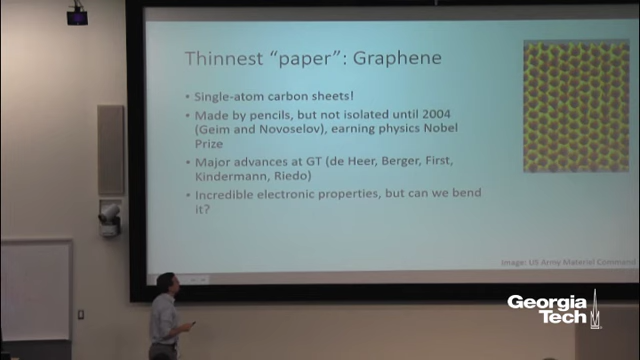 Thinnest "paper": Graphene
• Single-atom carbon sheets!
• Made by pencils, but not isolated until 2004
(Geim and Novoselov), earning physics Nobel
Prize
• Major advances at GT (de Heer, Berger, First,
Kindermann, Riedo)
• Incredible electronic properties, but can we bend
it?
Image: US Army Materiel Command
Georgia
Tech